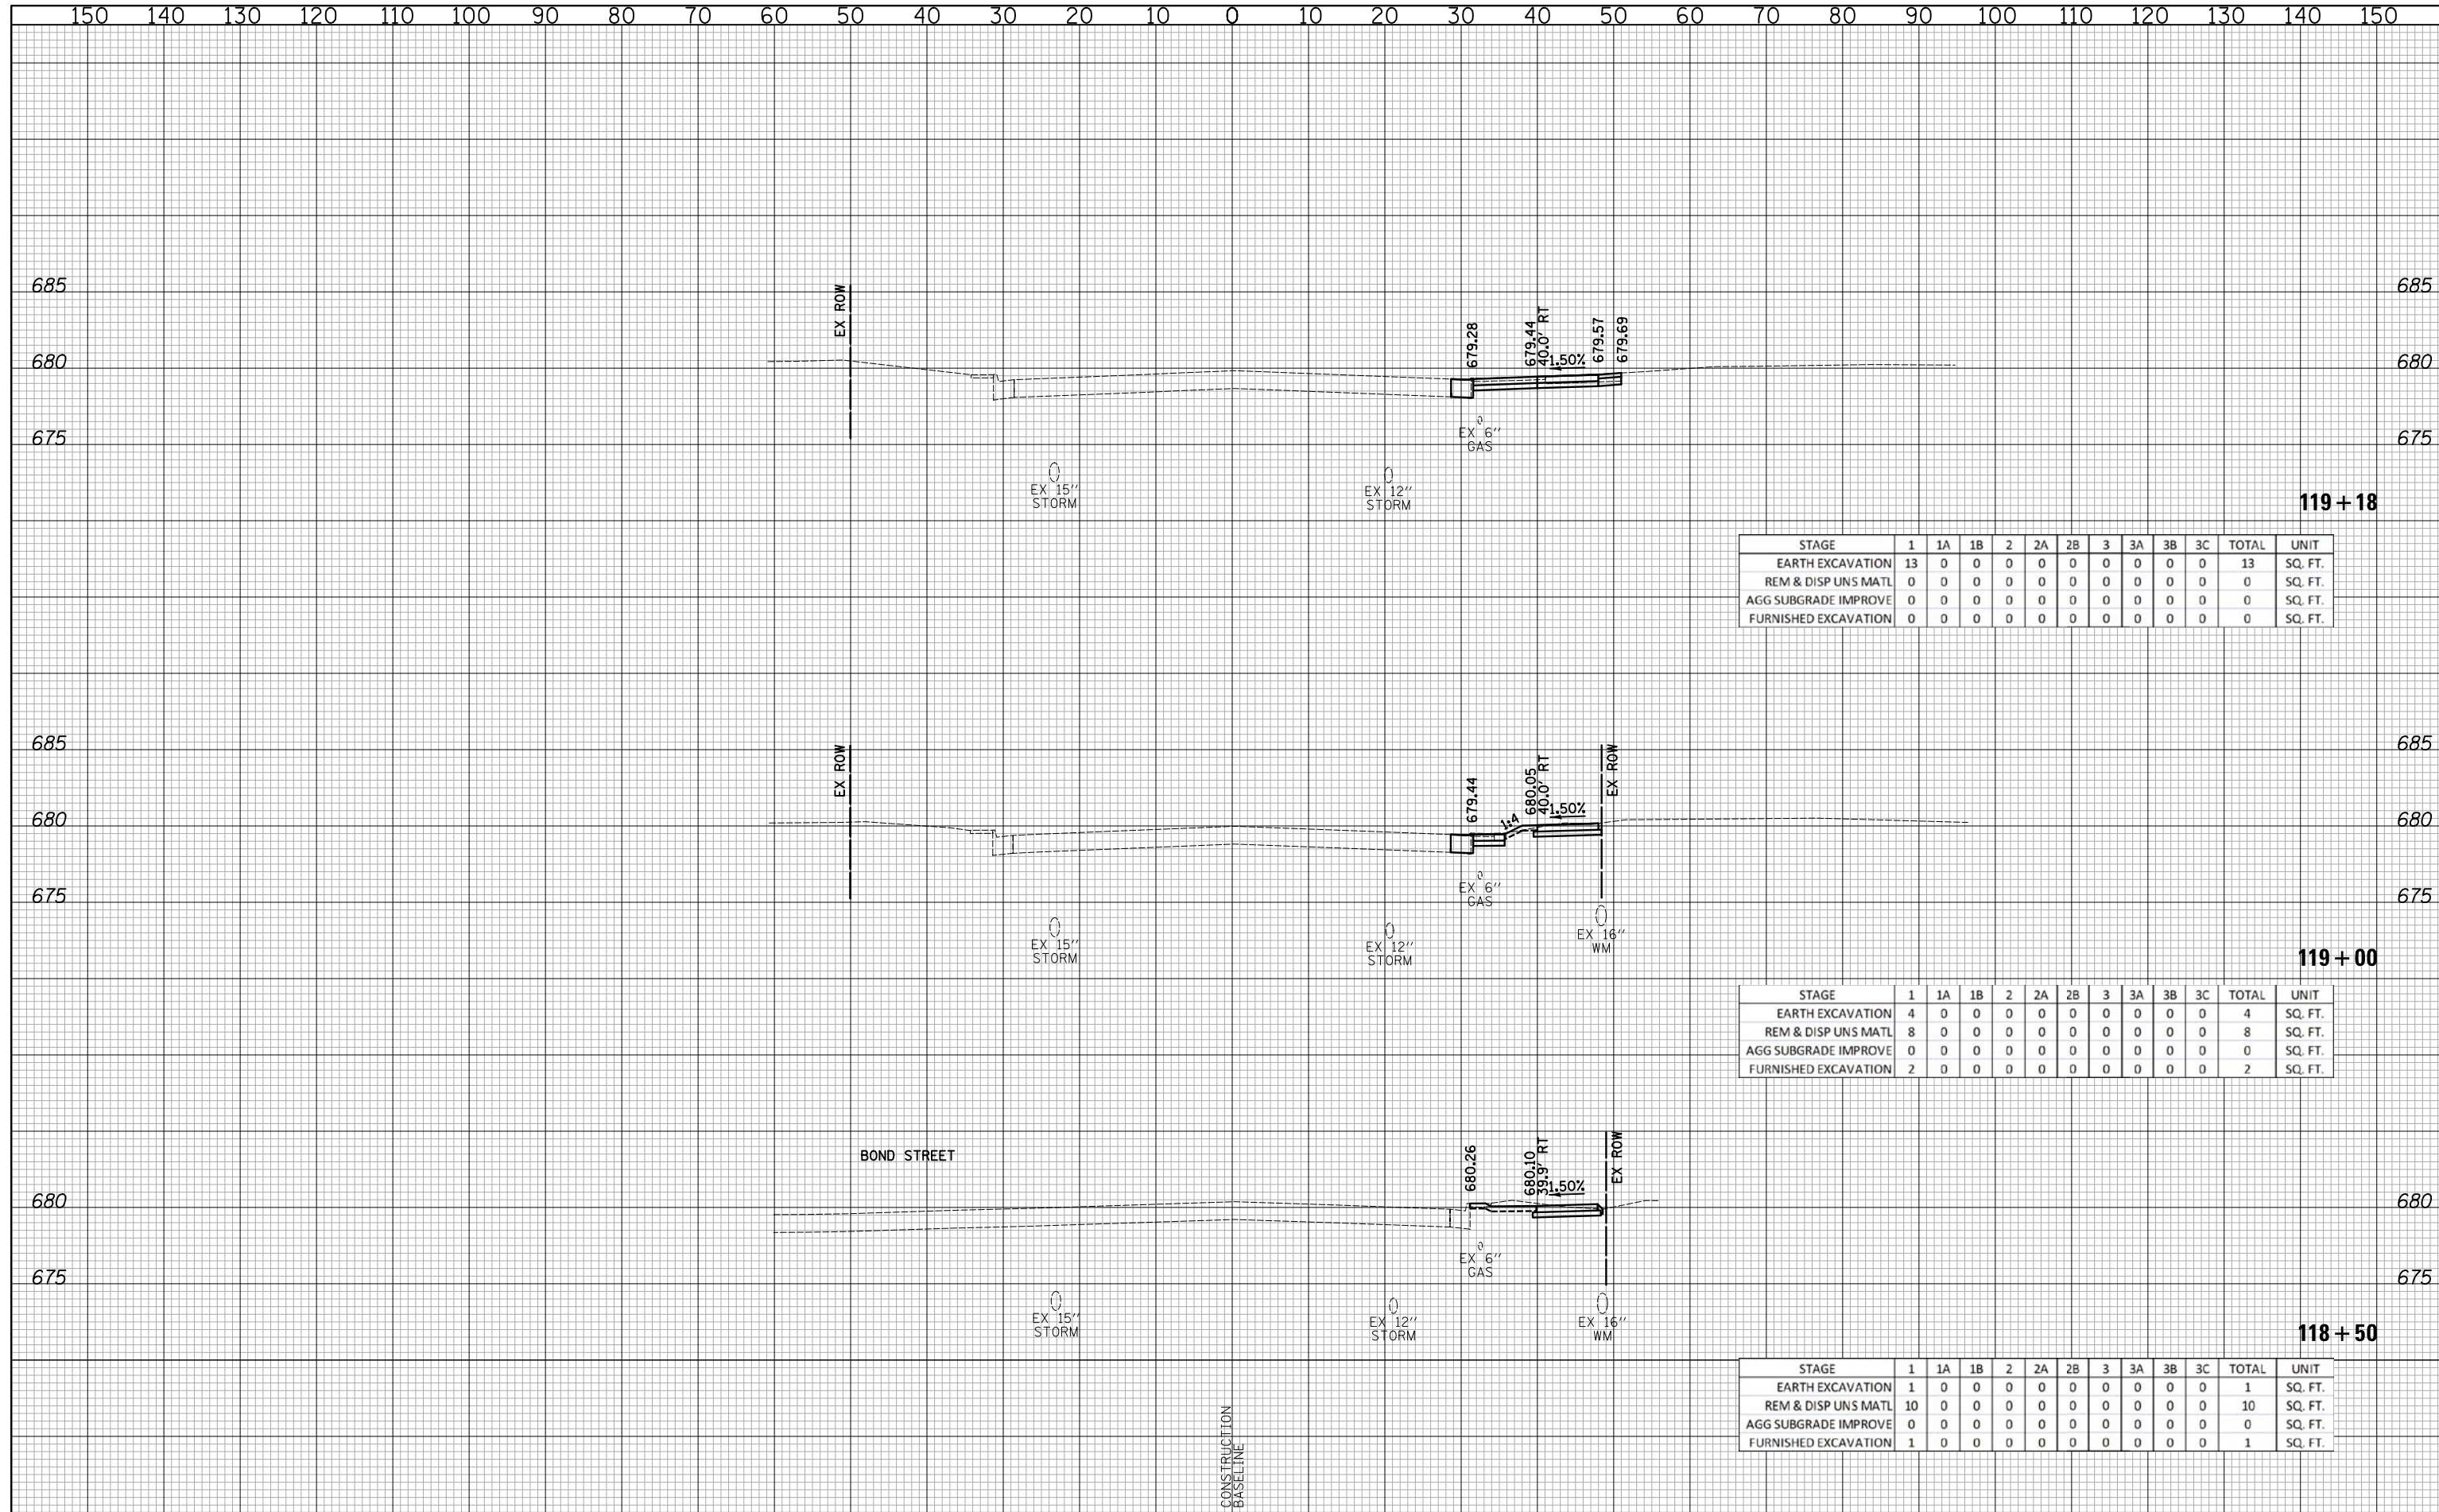 150 140 130 120 110 100 90 80 70 60 50 40 30 20 10 0 10 20 30 40 50 60 70 80 90 100 110 120 130 140 150
685 685
EX ROW
679.28
679.44
40.0' RT
1.50%
679.57
679.69
680 680
675 675
EX 6''
GAS
EX 15''
STORM
EX 12''
STORM
119+18
STAGE 1 1A 1B 2 2A 2B 3 3A 3B 3C TOTAL UNIT
EARTH EXCAVATION 13 0 0 0 0 0 0 0 0 0 13 SQ. FT.
REM & DISP UNS MATL 0 0 0 0 0 0 0 0 0 0 0 SQ. FT.
AGG SUBGRADE IMPROVE 0 0 0 0 0 0 0 0 0 0 0 SQ. FT.
FURNISHED EXCAVATION 0 0 0 0 0 0 0 0 0 0 0 SQ. FT.
685 685
EX ROW
679.44
1:4
680.05
40.0' RT
1.50%
EX ROW
680 680
675 675
EX 6''
GAS
EX 15''
STORM
EX 12''
STORM
EX 16''
WM
119+00
STAGE 1 1A 1B 2 2A 2B 3 3A 3B 3C TOTAL UNIT
EARTH EXCAVATION 4 0 0 0 0 0 0 0 0 0 4 SQ. FT.
REM & DISP UNS MATL 8 0 0 0 0 0 0 0 0 0 8 SQ. FT.
AGG SUBGRADE IMPROVE 0 0 0 0 0 0 0 0 0 0 0 SQ. FT.
FURNISHED EXCAVATION 2 0 0 0 0 0 0 0 0 0 2 SQ. FT.
BOND STREET
680.26
680.10
39.9' RT
1.50%
EX ROW
680 680
675 675
EX 6''
GAS
EX 15''
STORM
EX 12''
STORM
EX 16''
WM
118+50
STAGE 1 1A 1B 2 2A 2B 3 3A 3B 3C TOTAL UNIT
EARTH EXCAVATION 1 0 0 0 0 0 0 0 0 0 1 SQ. FT.
REM & DISP UNS MATL 10 0 0 0 0 0 0 0 0 0 10 SQ. FT.
AGG SUBGRADE IMPROVE 0 0 0 0 0 0 0 0 0 0 0 SQ. FT.
FURNISHED EXCAVATION 1 0 0 0 0 0 0 0 0 0 1 SQ. FT.
CONSTRUCTION
BASELINE